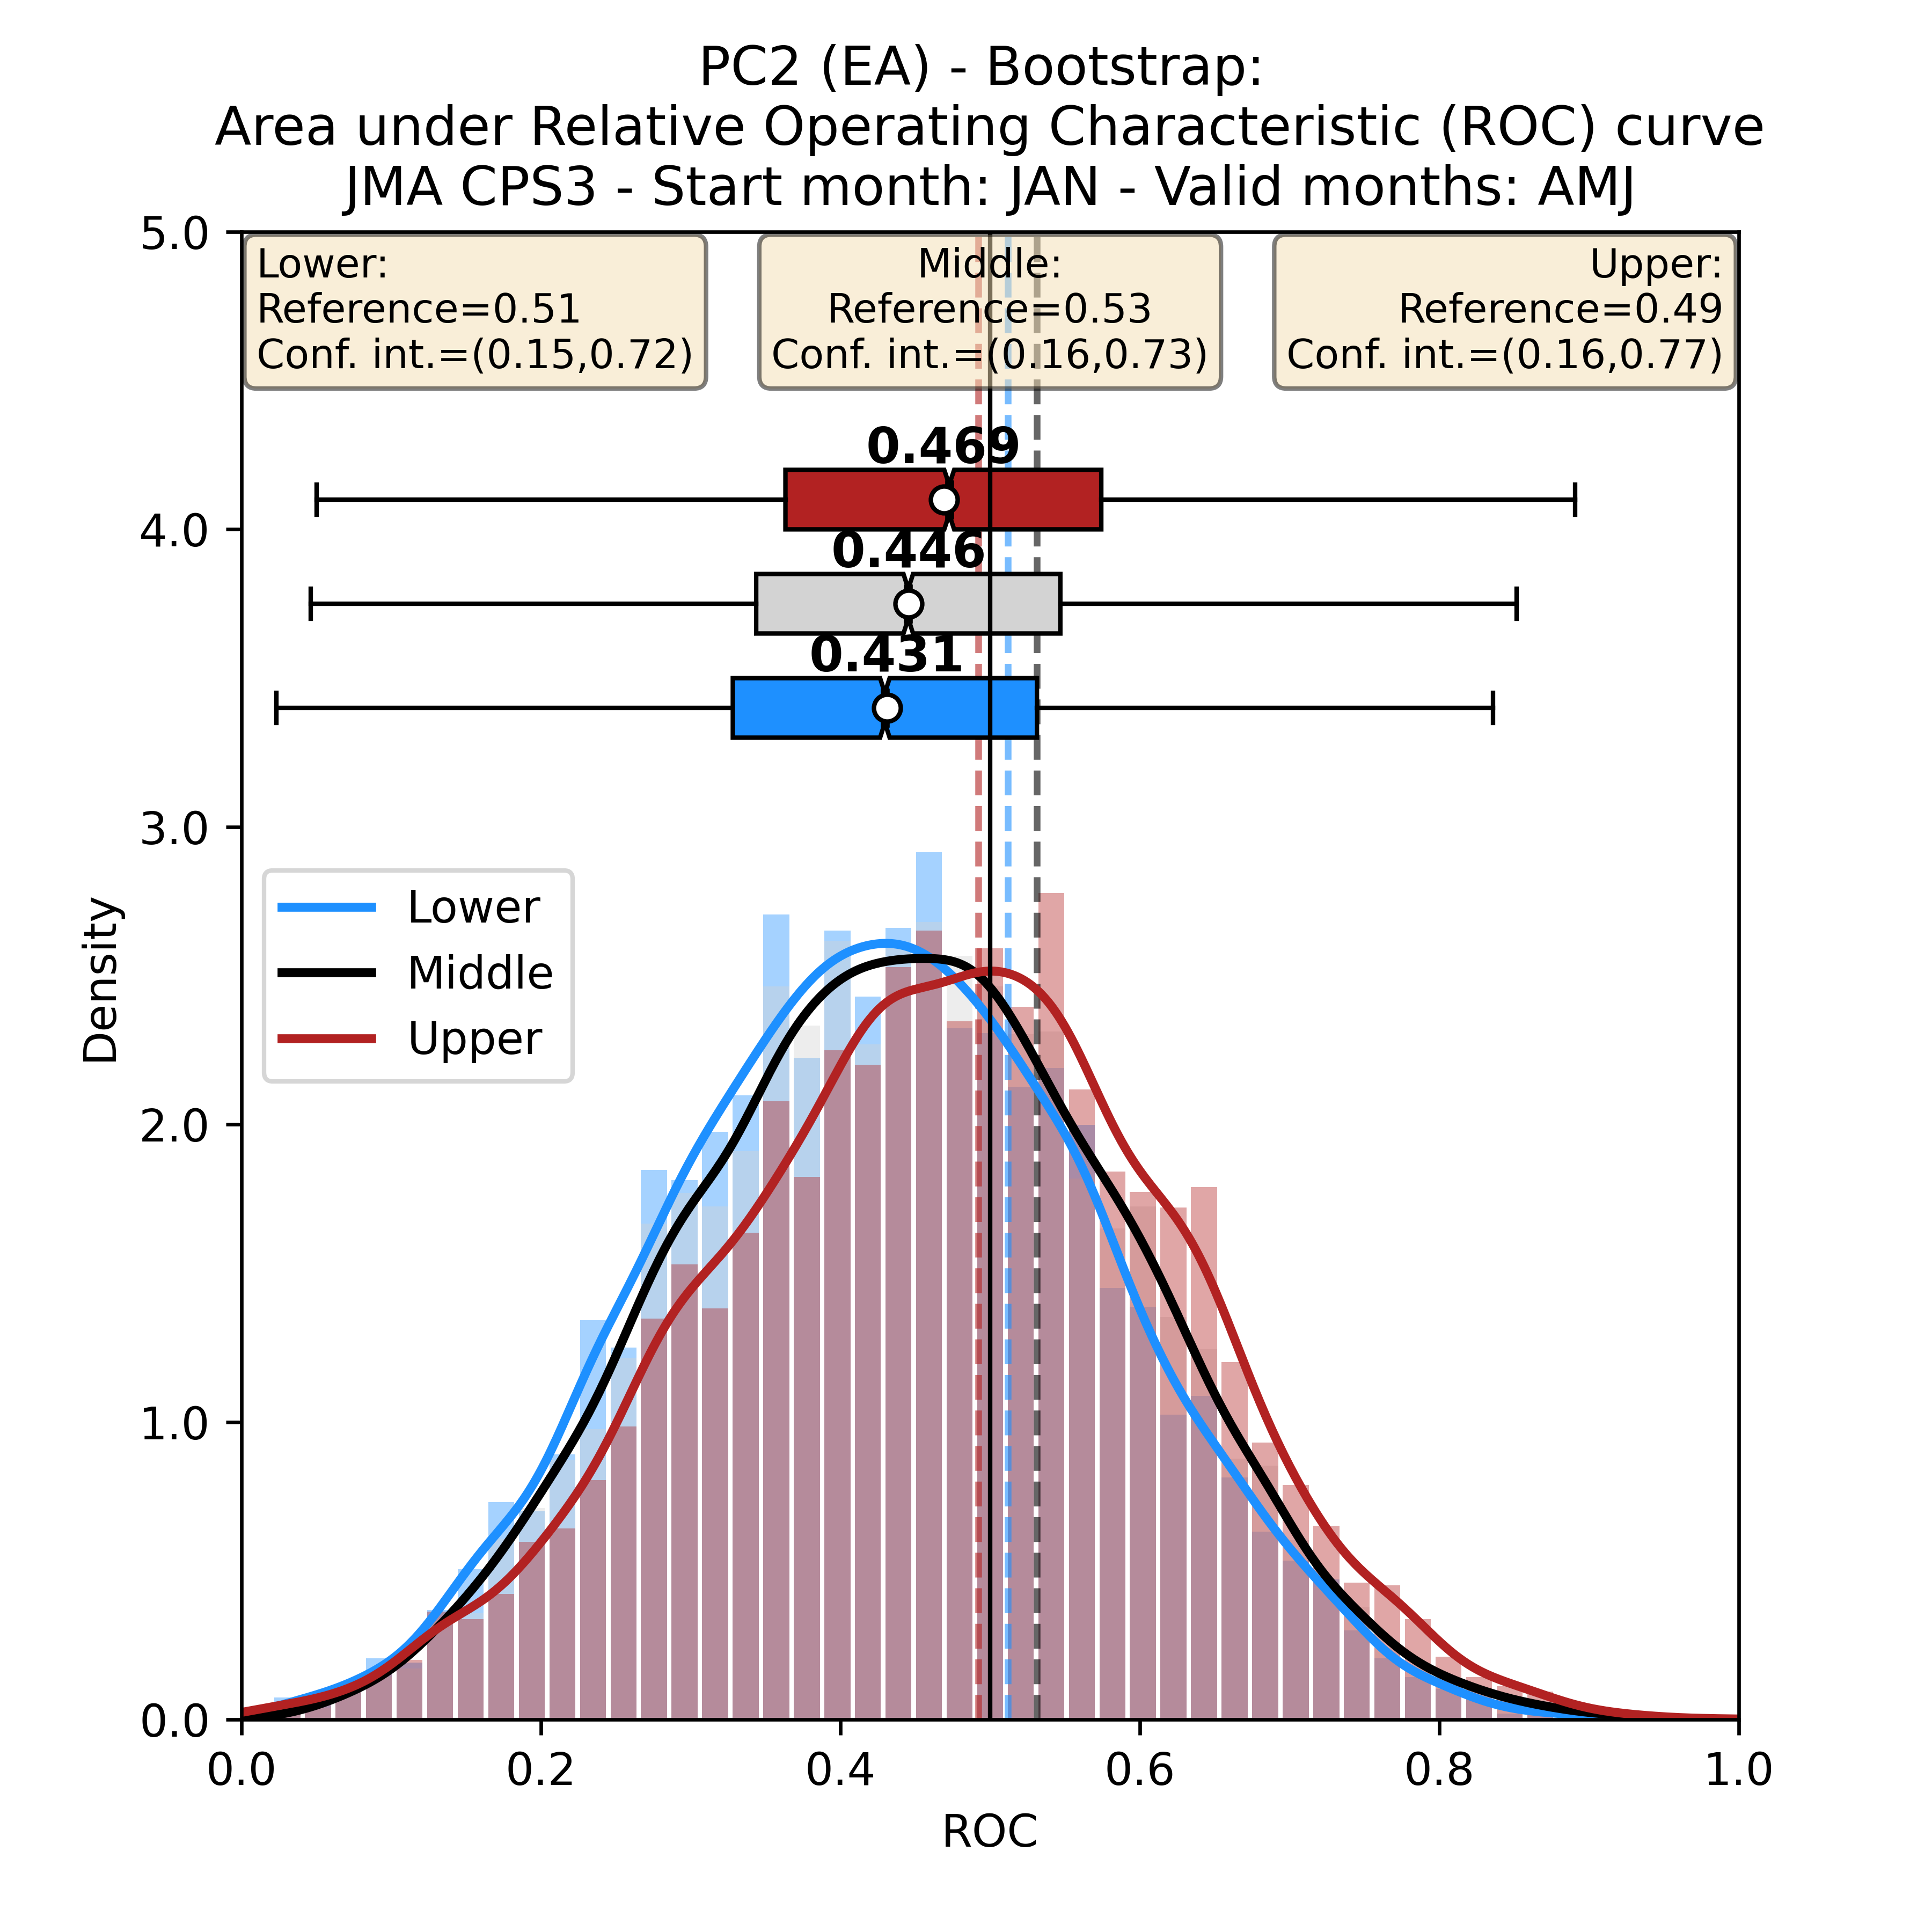 PC2 (EA) - Bootstrap:
Area under Relative Operating Characteristic (ROC) curve
JMA CPS3 - Start month: JAN - Valid months: AMJ
Lower:
Reference=0.51
Conf. int.=(0.15,0.72)
Middle:
Reference=0.53
Conf. int.=(0.16,0.73)
Upper:
Reference=0.49
Conf. int.=(0.16,0.77)
0.469
0.446
0.431
Lower
Middle
Upper
Density
5.0
4.0
3.0
2.0
1.0
0.0
0.0 0.2 0.4 0.6 0.8 1.0
ROC